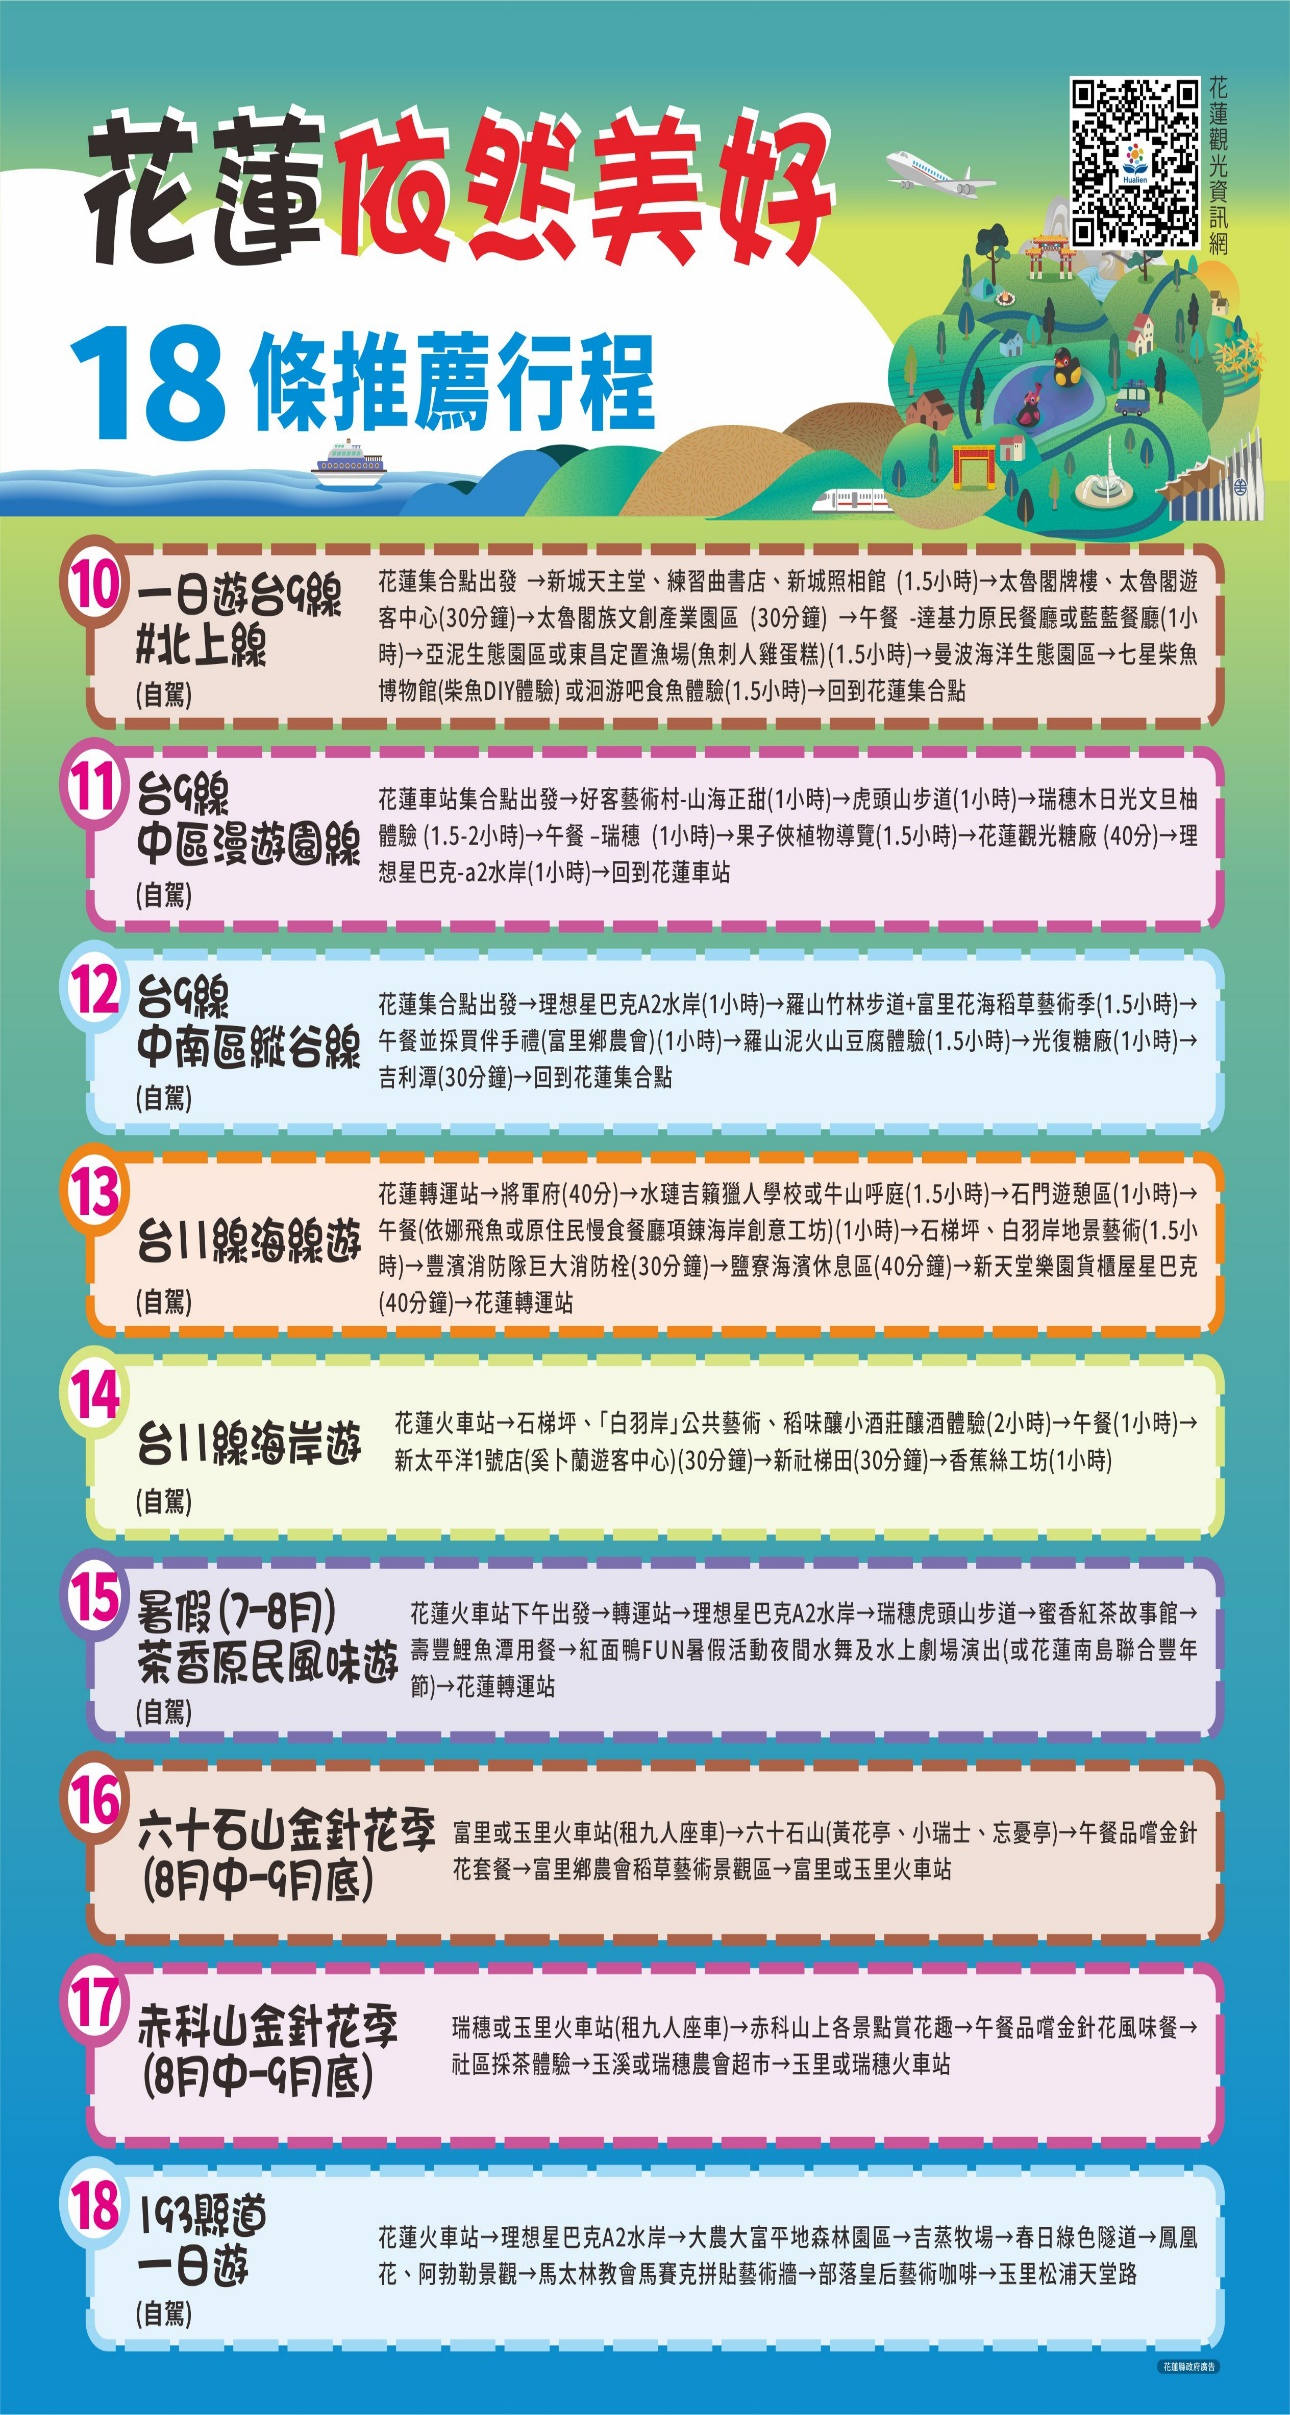 花蓮依然美好
18條推薦行程
花蓮觀光資訊網
Hualien
10
一日遊台9線
#北上線
(自駕)
花蓮集合點出發 →新城天主堂、練習曲書店、新城照相館 (1.5小時)→太魯閣牌樓、太魯閣遊
客中心(30分鐘)→太魯閣族文創產業園區 (30分鐘) →午餐 -達基力原民餐廳或藍藍餐廳(1小
時)→亞泥生態園區或東昌定置漁場(魚刺人雞蛋糕)(1.5小時)→曼波海洋生態園區→七星柴魚
博物館(柴魚DIY體驗) 或洄游吧食魚體驗(1.5小時)→回到花蓮集合點
11
台9線
中區漫遊園線
(自駕)
花蓮車站集合點出發→好客藝術村-山海正甜(1小時)→虎頭山步道(1小時)→瑞穗木日光文旦柚
體驗 (1.5-2小時)→午餐 –瑞穗 (1小時)→果子俠植物導覽(1.5小時)→花蓮觀光糖廠 (40分)→理
想星巴克-a2水岸(1小時)→回到花蓮車站
12
台9線
中南區縱谷線
(自駕)
花蓮集合點出發→理想星巴克A2水岸(1小時)→羅山竹林步道+富里花海稻草藝術季(1.5小時)→
午餐並採買伴手禮(富里鄉農會)(1小時)→羅山泥火山豆腐體驗(1.5小時)→光復糖廠(1小時)→
吉利潭(30分鐘)→回到花蓮集合點
13
台11線海線遊
(自駕)
花蓮轉運站→將軍府(40分)→水璉吉籟獵人學校或牛山呼庭(1.5小時)→石門遊憩區(1小時)→
午餐(依娜飛魚或原住民慢食餐廳項鍊海岸創意工坊)(1小時)→石梯坪、白羽岸地景藝術(1.5小
時)→豐濱消防隊巨大消防栓(30分鐘)→鹽寮海濱休息區(40分鐘)→新天堂樂園貨櫃屋星巴克
(40分鐘)→花蓮轉運站
14
台11線海岸遊
(自駕)
花蓮火車站→石梯坪、「白羽岸」公共藝術、稻味釀小酒莊釀酒體驗(2小時)→午餐(1小時)→
新太平洋1號店(奚卜蘭遊客中心)(30分鐘)→新社梯田(30分鐘)→香蕉絲工坊(1小時)
15
暑假(7-8月)
茶香原民風味遊
(自駕)
花蓮火車站下午出發→轉運站→理想星巴克A2水岸→瑞穗虎頭山步道→蜜香紅茶故事館→
壽豐鯉魚潭用餐→紅面鴨FUN暑假活動夜間水舞及水上劇場演出(或花蓮南島聯合豐年
節)→花蓮轉運站
16
六十石山金針花季
(8月中-9月底)
富里或玉里火車站(租九人座車)→六十石山(黃花亭、小瑞士、忘憂亭)→午餐品嚐金針
花套餐→富里鄉農會稻草藝術景觀區→富里或玉里火車站
17
赤科山金針花季
(8月中-9月底)
瑞穗或玉里火車站(租九人座車)→赤科山上各景點賞花趣→午餐品嚐金針花風味餐→
社區採茶體驗→玉溪或瑞穗農會超市→玉里或瑞穗火車站
18
193縣道
一日遊
(自駕)
花蓮火車站→理想星巴克A2水岸→大農大富平地森林園區→吉蒸牧場→春日綠色隧道→鳳凰
花、阿勃勒景觀→馬太林教會馬賽克拼貼藝術牆→部落皇后藝術咖啡→玉里松浦天堂路
花蓮縣政府廣告